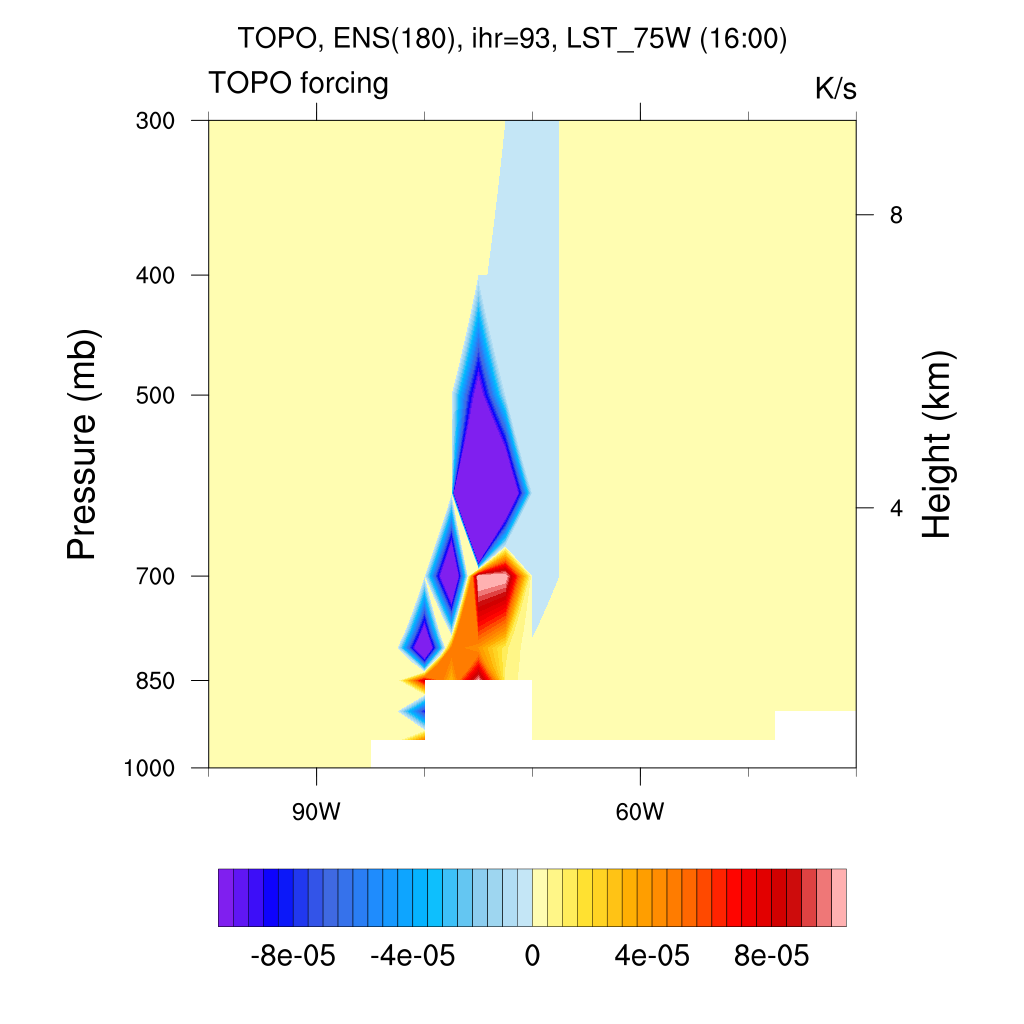 TOPO, ENS(180), ihr=93, LST_75W (16:00)
TOPO forcing
K/s
300
400
500
700
850
1000
Pressure (mb)
8
4
Height (km)
90W
60W
-8e-05
-4e-05
0
4e-05
8e-05